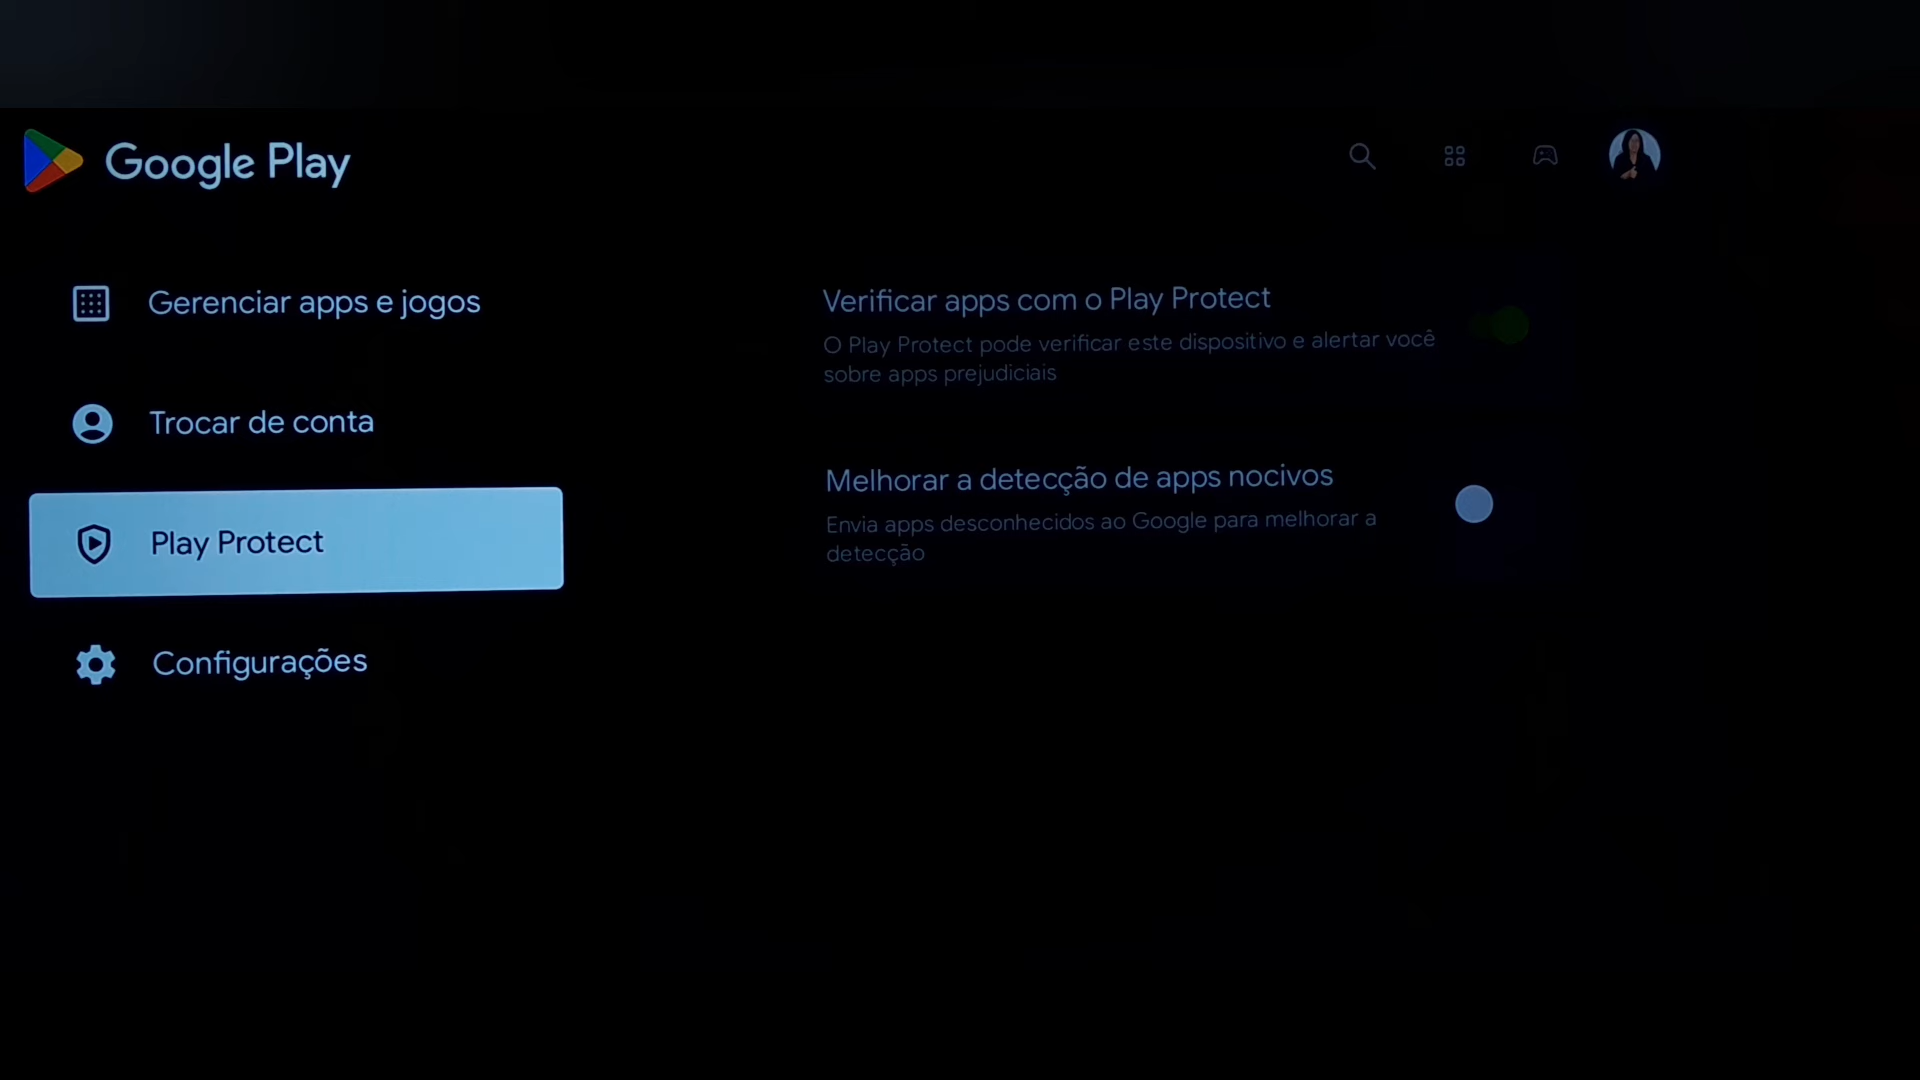 Google Play
Gerenciar apps e jogos
Trocar de conta
Play Protect
Configurações
Verificar apps com o Play Protect
O Play Protect pode verificar este dispositivo e alertar você
sobre apps prejudiciais
Melhorar a detecção de apps nocivos
Envia apps desconhecidos ao Google para melhorar a
detecção